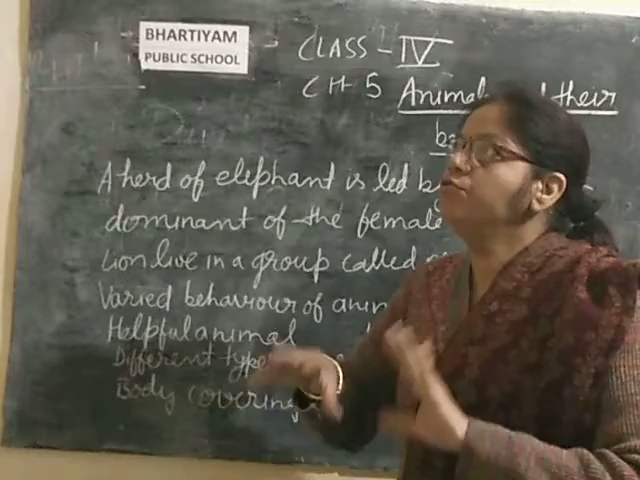 BHARTIYAM
PUBLIC SCHOOL
CLASS - IV
CH 5 Animal their
A herd of elephant is led by
dominant of the female
Lion live in a group called
Varied behaviour of
Helpful animal
Different type
Body covering